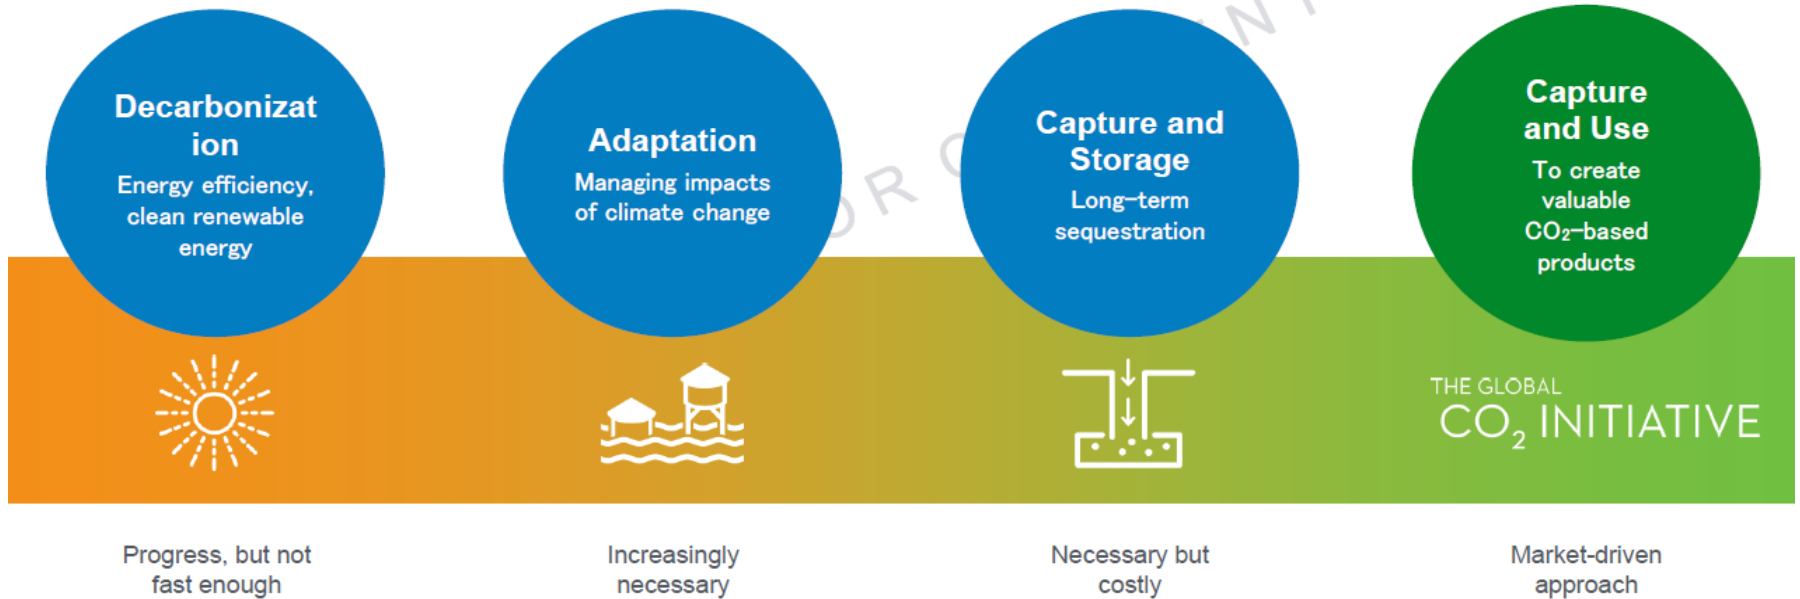 Decarbonizat
ion
Energy efficiency,
clean renewable
energy
Adaptation
Managing impacts
of climate change
Capture and
Storage
Long-term
sequestration
Capture
and Use
To create
valuable
CO₂-based
products
THE GLOBAL
CO₂ INITIATIVE
Progress, but not
fast enough
Increasingly
necessary
Necessary but
costly
Market-driven
approach